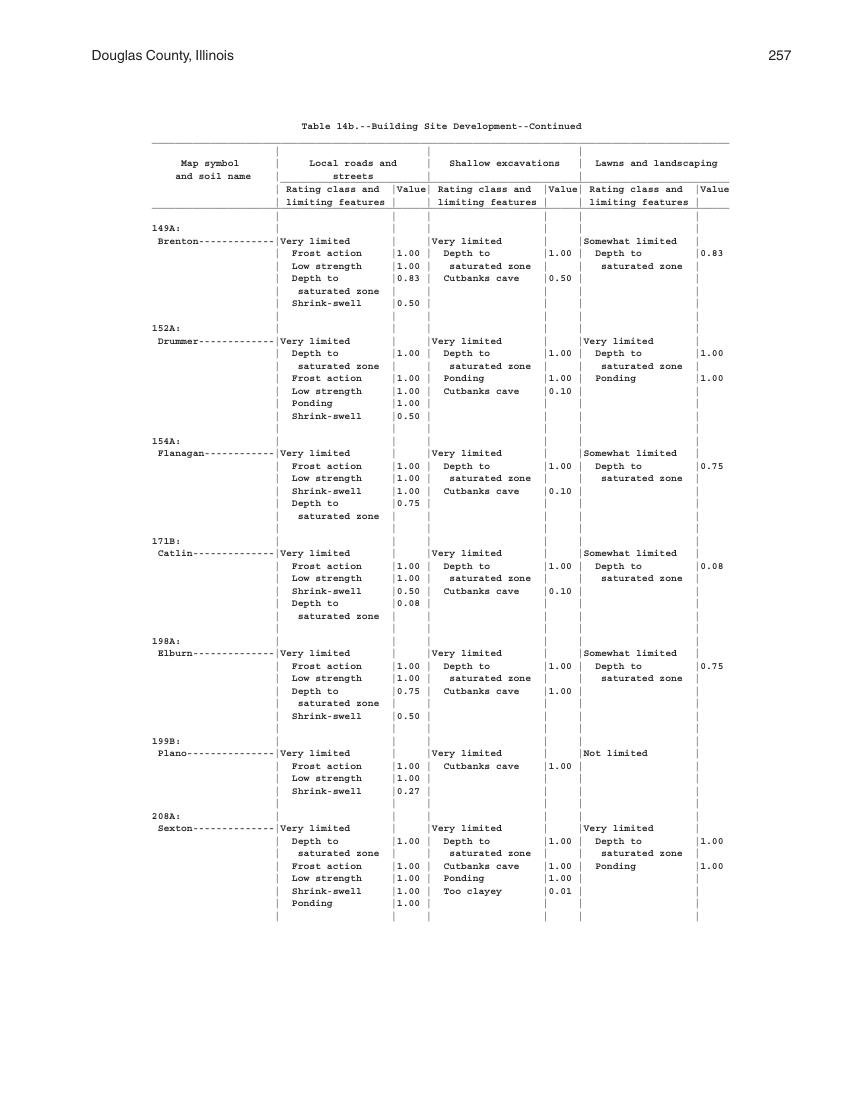 Douglas County, Illinois 257
Table 14b.--Building Site Development--Continued
Map symbol | Local roads and | Shallow excavations | Lawns and landscaping
and soil name | streets | |
| Rating class and |Value| Rating class and |Value| Rating class and |Value
| limiting features | | limiting features | | limiting features |
149A:
Brenton-------------|Very limited | |Very limited | |Somewhat limited |
| Frost action |1.00 | Depth to |1.00 | Depth to |0.83
| Low strength |1.00 | saturated zone | | saturated zone |
| Depth to |0.83 | Cutbanks cave |0.50 | |
| saturated zone | | | | |
| Shrink-swell |0.50 | | | |
152A:
Drummer-------------|Very limited | |Very limited | |Very limited |
| Depth to |1.00 | Depth to |1.00 | Depth to |1.00
| saturated zone | | saturated zone | | saturated zone |
| Frost action |1.00 | Ponding |1.00 | Ponding |1.00
| Low strength |1.00 | Cutbanks cave |0.10 | |
| Ponding |1.00 | | | |
| Shrink-swell |0.50 | | | |
154A:
Flanagan------------|Very limited | |Very limited | |Somewhat limited |
| Frost action |1.00 | Depth to |1.00 | Depth to |0.75
| Low strength |1.00 | saturated zone | | saturated zone |
| Shrink-swell |1.00 | Cutbanks cave |0.10 | |
| Depth to |0.75 | | | |
| saturated zone | | | | |
171B:
Catlin--------------|Very limited | |Very limited | |Somewhat limited |
| Frost action |1.00 | Depth to |1.00 | Depth to |0.08
| Low strength |1.00 | saturated zone | | saturated zone |
| Shrink-swell |0.50 | Cutbanks cave |0.10 | |
| Depth to |0.08 | | | |
| saturated zone | | | | |
198A:
Elburn--------------|Very limited | |Very limited | |Somewhat limited |
| Frost action |1.00 | Depth to |1.00 | Depth to |0.75
| Low strength |1.00 | saturated zone | | saturated zone |
| Depth to |0.75 | Cutbanks cave |1.00 | |
| saturated zone | | | | |
| Shrink-swell |0.50 | | | |
199B:
Plano---------------|Very limited | |Very limited | |Not limited |
| Frost action |1.00 | Cutbanks cave |1.00 | |
| Low strength |1.00 | | | |
| Shrink-swell |0.27 | | | |
208A:
Sexton--------------|Very limited | |Very limited | |Very limited |
| Depth to |1.00 | Depth to |1.00 | Depth to |1.00
| saturated zone | | saturated zone | | saturated zone |
| Frost action |1.00 | Cutbanks cave |1.00 | Ponding |1.00
| Low strength |1.00 | Ponding |1.00 | |
| Shrink-swell |1.00 | Too clayey |0.01 | |
| Ponding |1.00 | | | |